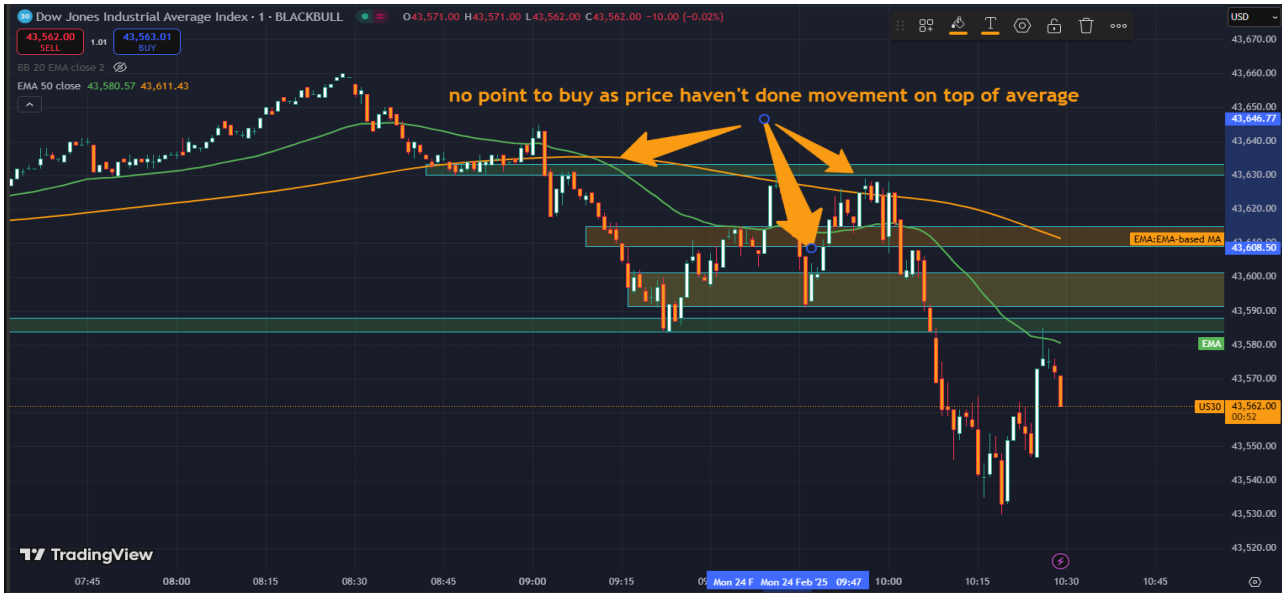 30 Dow Jones Industrial Average Index · 1 · BLACKBULL O43,571.00 H43,571.00 L43,562.00 C43,562.00 −10.00 (−0.02%)
USD
43,562.00 1.01 43,563.01
SELL BUY
BB 20 EMA close 2
EMA 50 close 43,580.57 43,611.43
no point to buy as price haven't done movement on top of average
43,670.00
43,660.00
43,650.00
43,646.77
43,640.00
43,630.00
43,620.00
EMA:EMA-based MA
43,608.50
43,600.00
43,590.00
EMA 43,580.00
43,570.00
US30 43,562.00
00:52
43,550.00
43,540.00
43,530.00
43,520.00
TradingView
07:45 08:00 08:15 08:30 08:45 09:00 09:15 Mon 24 F Mon 24 Feb '25 09:47 10:00 10:15 10:30 10:45